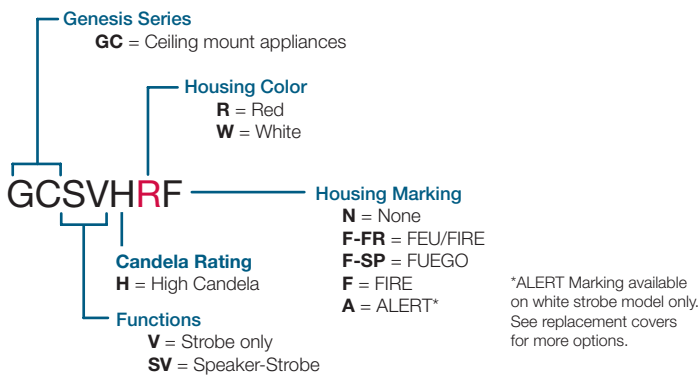 Genesis Series
GC = Ceiling mount appliances
Housing Color
R = Red
W = White
GCSVHRF
Housing Marking
N = None
F-FR = FEU/FIRE
F-SP = FUEGO
F = FIRE
A = ALERT*
Candela Rating
H = High Candela
Functions
V = Strobe only
SV = Speaker-Strobe
*ALERT Marking available
on white strobe model only.
See replacement covers
for more options.